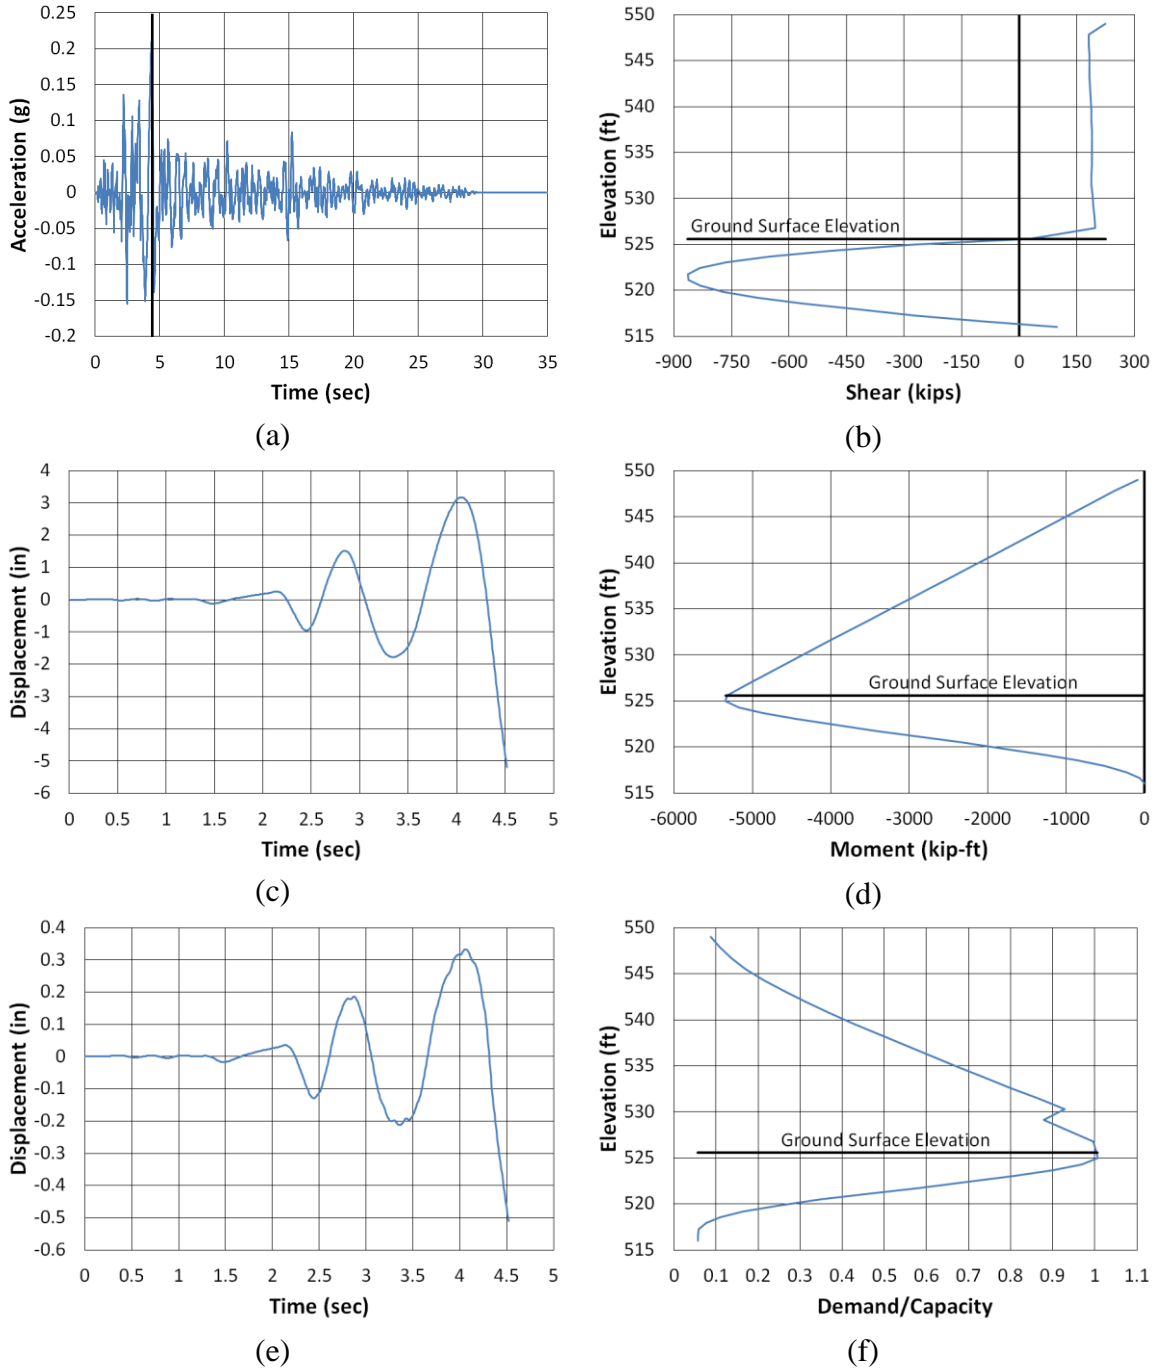 0.25
0.2
0.15
0.1
0.05
0
-0.05
-0.1
-0.15
-0.2
Acceleration (g)
0 5 10 15 20 25 30 35
Time (sec)
(a)
550
545
540
535
530
525
520
515
Elevation (ft)
Ground Surface Elevation
-900 -750 -600 -450 -300 -150 0 150 300
Shear (kips)
(b)
4
3
2
1
0
-1
-2
-3
-4
-5
-6
Displacement (in)
0 0.5 1 1.5 2 2.5 3 3.5 4 4.5 5
Time (sec)
(c)
550
545
540
535
530
525
520
515
Elevation (ft)
Ground Surface Elevation
-6000 -5000 -4000 -3000 -2000 -1000 0
Moment (kip-ft)
(d)
0.4
0.3
0.2
0.1
0
-0.1
-0.2
-0.3
-0.4
-0.5
-0.6
Displacement (in)
0 0.5 1 1.5 2 2.5 3 3.5 4 4.5 5
Time (sec)
(e)
550
545
540
535
530
525
520
515
Elevation (ft)
Ground Surface Elevation
0 0.1 0.2 0.3 0.4 0.5 0.6 0.7 0.8 0.9 1 1.1
Demand/Capacity
(f)